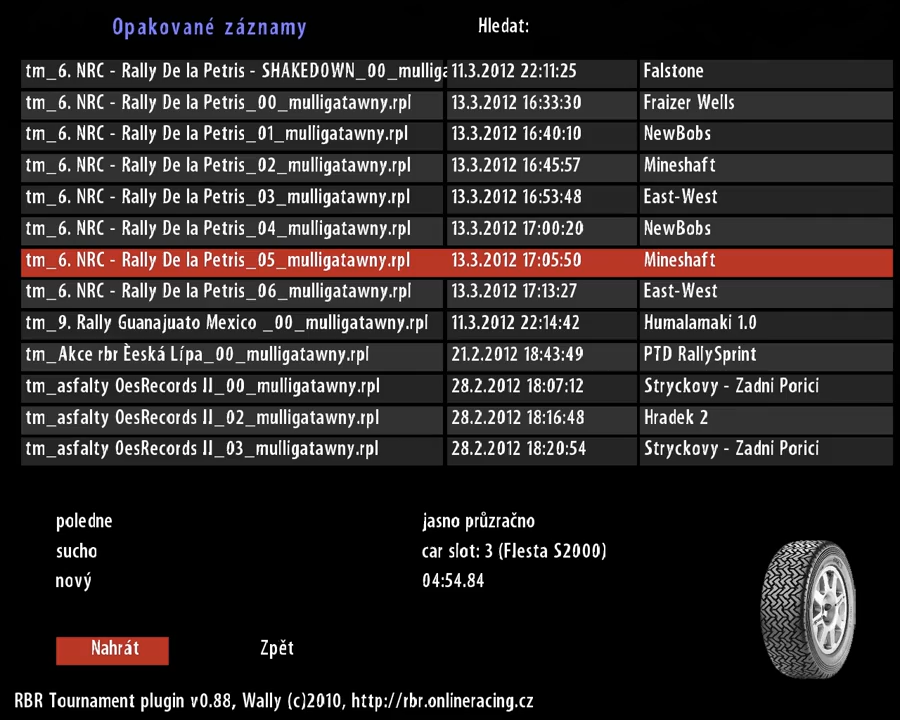 Opakované záznamy Hledat:
tm_6. NRC - Rally De la Petris - SHAKEDOWN_00_mulliga 11.3.2012 22:11:25 Falstone
tm_6. NRC - Rally De la Petris_00_mulligatawny.rpl 13.3.2012 16:33:30 Fraizer Wells
tm_6. NRC - Rally De la Petris_01_mulligatawny.rpl 13.3.2012 16:40:10 NewBobs
tm_6. NRC - Rally De la Petris_02_mulligatawny.rpl 13.3.2012 16:45:57 Mineshaft
tm_6. NRC - Rally De la Petris_03_mulligatawny.rpl 13.3.2012 16:53:48 East-West
tm_6. NRC - Rally De la Petris_04_mulligatawny.rpl 13.3.2012 17:00:20 NewBobs
tm_6. NRC - Rally De la Petris_05_mulligatawny.rpl 13.3.2012 17:05:50 Mineshaft
tm_6. NRC - Rally De la Petris_06_mulligatawny.rpl 13.3.2012 17:13:27 East-West
tm_9. Rally Guanajuato Mexico _00_mulligatawny.rpl 11.3.2012 22:14:42 Humalamaki 1.0
tm_Akce rbr Èeská Lípa_00_mulligatawny.rpl 21.2.2012 18:43:49 PTD RallySprint
tm_asfalty OesRecords II_00_mulligatawny.rpl 28.2.2012 18:07:12 Stryckovy - Zadni Porici
tm_asfalty OesRecords II_02_mulligatawny.rpl 28.2.2012 18:16:48 Hradek 2
tm_asfalty OesRecords II_03_mulligatawny.rpl 28.2.2012 18:20:54 Stryckovy - Zadni Porici
poledne jasno průzračno
sucho car slot: 3 (FIesta S2000)
nový 04:54.84
Nahrát Zpět
RBR Tournament plugin v0.88, Wally (c)2010, http://rbr.onlineracing.cz